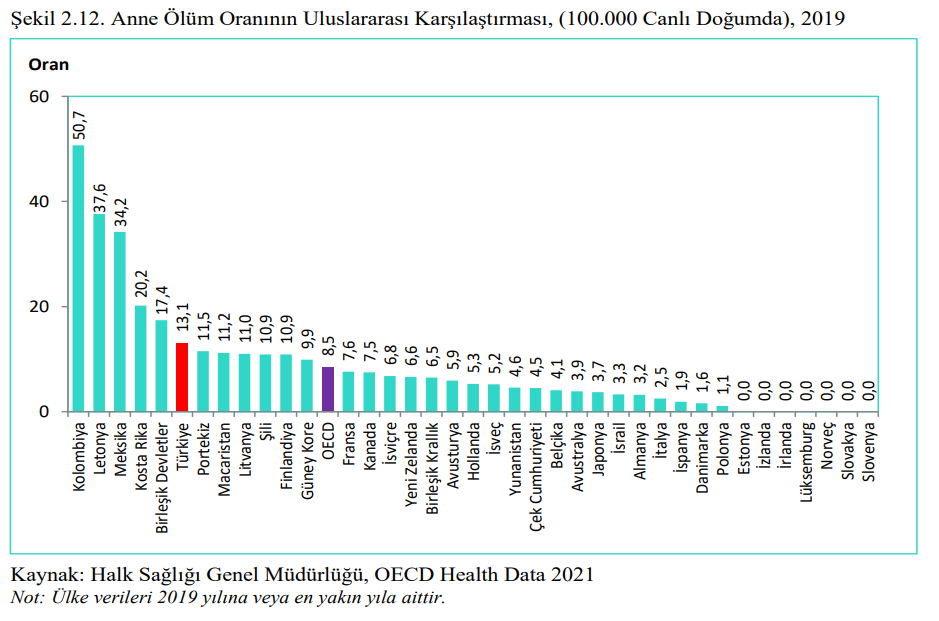 Şekil 2.12. Anne Ölüm Oranının Uluslararası Karşılaştırması, (100.000 Canlı Doğumda), 2019
Oran
60
40
20
0
50,7
37,6
34,2
20,2
17,4
13,1
11,5
11,2
11,0
10,9
10,9
9,9
8,5
7,6
7,5
6,8
6,6
6,5
5,9
5,3
5,2
4,6
4,5
4,1
3,9
3,7
3,3
3,2
2,5
1,9
1,6
1,1
0,0
0,0
0,0
0,0
0,0
0,0
0,0
Kolombiya
Letonya
Meksika
Kosta Rika
Birleşik Devletler
Türkiye
Portekiz
Macaristan
Litvanya
Şili
Finlandiya
Güney Kore
OECD
Fransa
Kanada
İsviçre
Yeni Zelanda
Birleşik Krallık
Avusturya
Hollanda
İsveç
Yunanistan
Çek Cumhuriyeti
Belçika
Avustralya
Japonya
İsrail
Almanya
İtalya
İspanya
Danimarka
Polonya
Estonya
İzlanda
İrlanda
Lüksemburg
Norveç
Slovakya
Slovenya
Kaynak: Halk Sağlığı Genel Müdürlüğü, OECD Health Data 2021
Not: Ülke verileri 2019 yılına veya en yakın yıla aittir.